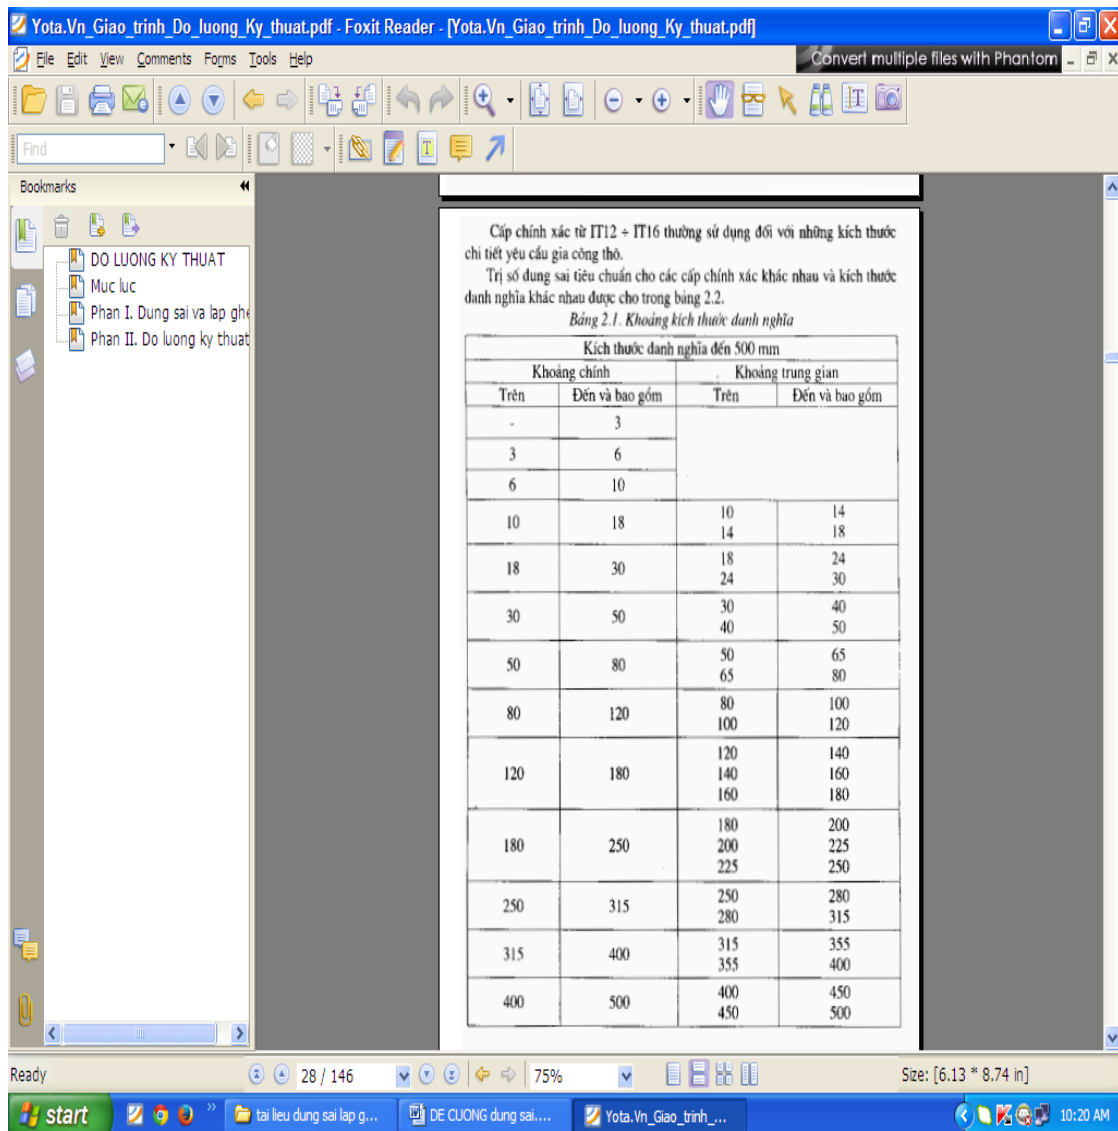 Yota.Vn_Giao_trinh_Do_luong_Ky_thuat.pdf - Foxit Reader - [Yota.Vn_Giao_trinh_Do_luong_Ky_thuat.pdf]
File Edit View Comments Forms Tools Help
Convert multiple files with Phantom
Find
Bookmarks
DO LUONG KY THUAT
Muc luc
Phan I. Dung sai va lap ghe
Phan II. Do luong ky thuat
Cấp chính xác từ IT12 ÷ IT16 thường sử dụng đối với những kích thước
chi tiết yêu cầu gia công thô.
Trị số dung sai tiêu chuẩn cho các cấp chính xác khác nhau và kích thước
danh nghĩa khác nhau được cho trong bảng 2.2.
Bảng 2.1. Khoảng kích thước danh nghĩa
Kích thước danh nghĩa đến 500 mm
Khoảng chính Khoảng trung gian
Trên Đến và bao gồm Trên Đến và bao gồm
- 3
3 6
6 10
10 18 10 14
14 18
18 30 18 24
24 30
30 50 30 40
40 50
50 80 50 65
65 80
80 120 80 100
100 120
120 140
120 180 140 160
160 180
180 200
180 250 200 225
225 250
250 315 250 280
280 315
315 400 315 355
355 400
400 500 400 450
450 500
Ready
28 / 146
75%
Size: [6.13 * 8.74 in]
start
tai lieu dung sai lap g...
DE CUONG dung sai....
Yota.Vn_Giao_trinh_...
10:20 AM